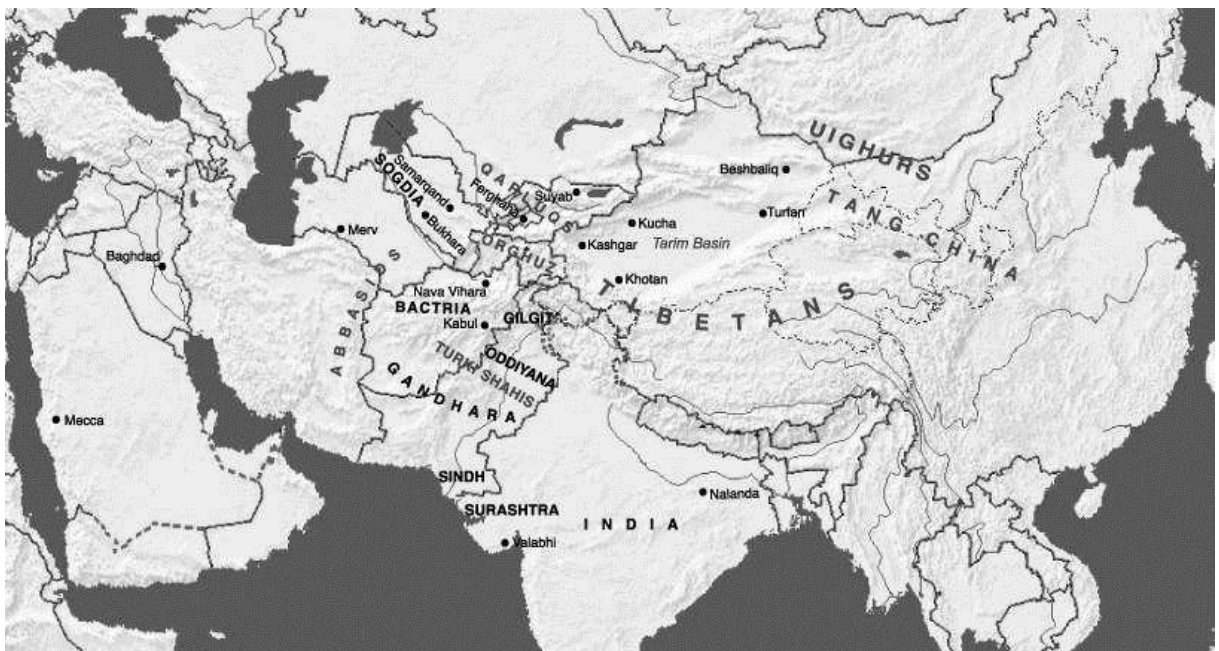 UIGHURS
Beshbaliq
QARLUQS
Samarqand
SOGDIA
Ferghana
Suyab
TANG CHINA
Turfan
Kucha
Bukhara
Merv
Kashgar
Tarim Basin
ORGHUZ
Baghdad
Khotan
Nava Vihara
TIBETANS
BACTRIA
GILGIT
Kabul
ABBASIDS
ODDIYANA
TURKI SHAHIS
GANDHARA
Mecca
SINDH
Nalanda
SURASHTRA
INDIA
Valabhi